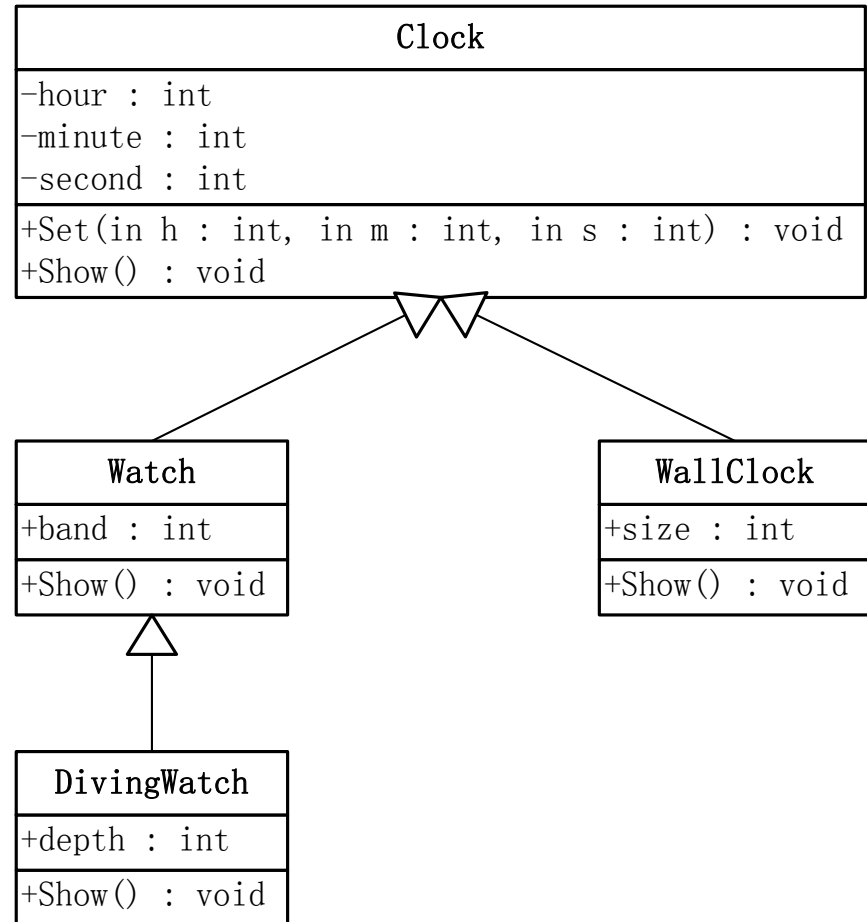 Clock
-hour : int
-minute : int
-second : int
+Set(in h : int, in m : int, in s : int) : void
+Show() : void
Watch
+band : int
+Show() : void
WallClock
+size : int
+Show() : void
DivingWatch
+depth : int
+Show() : void